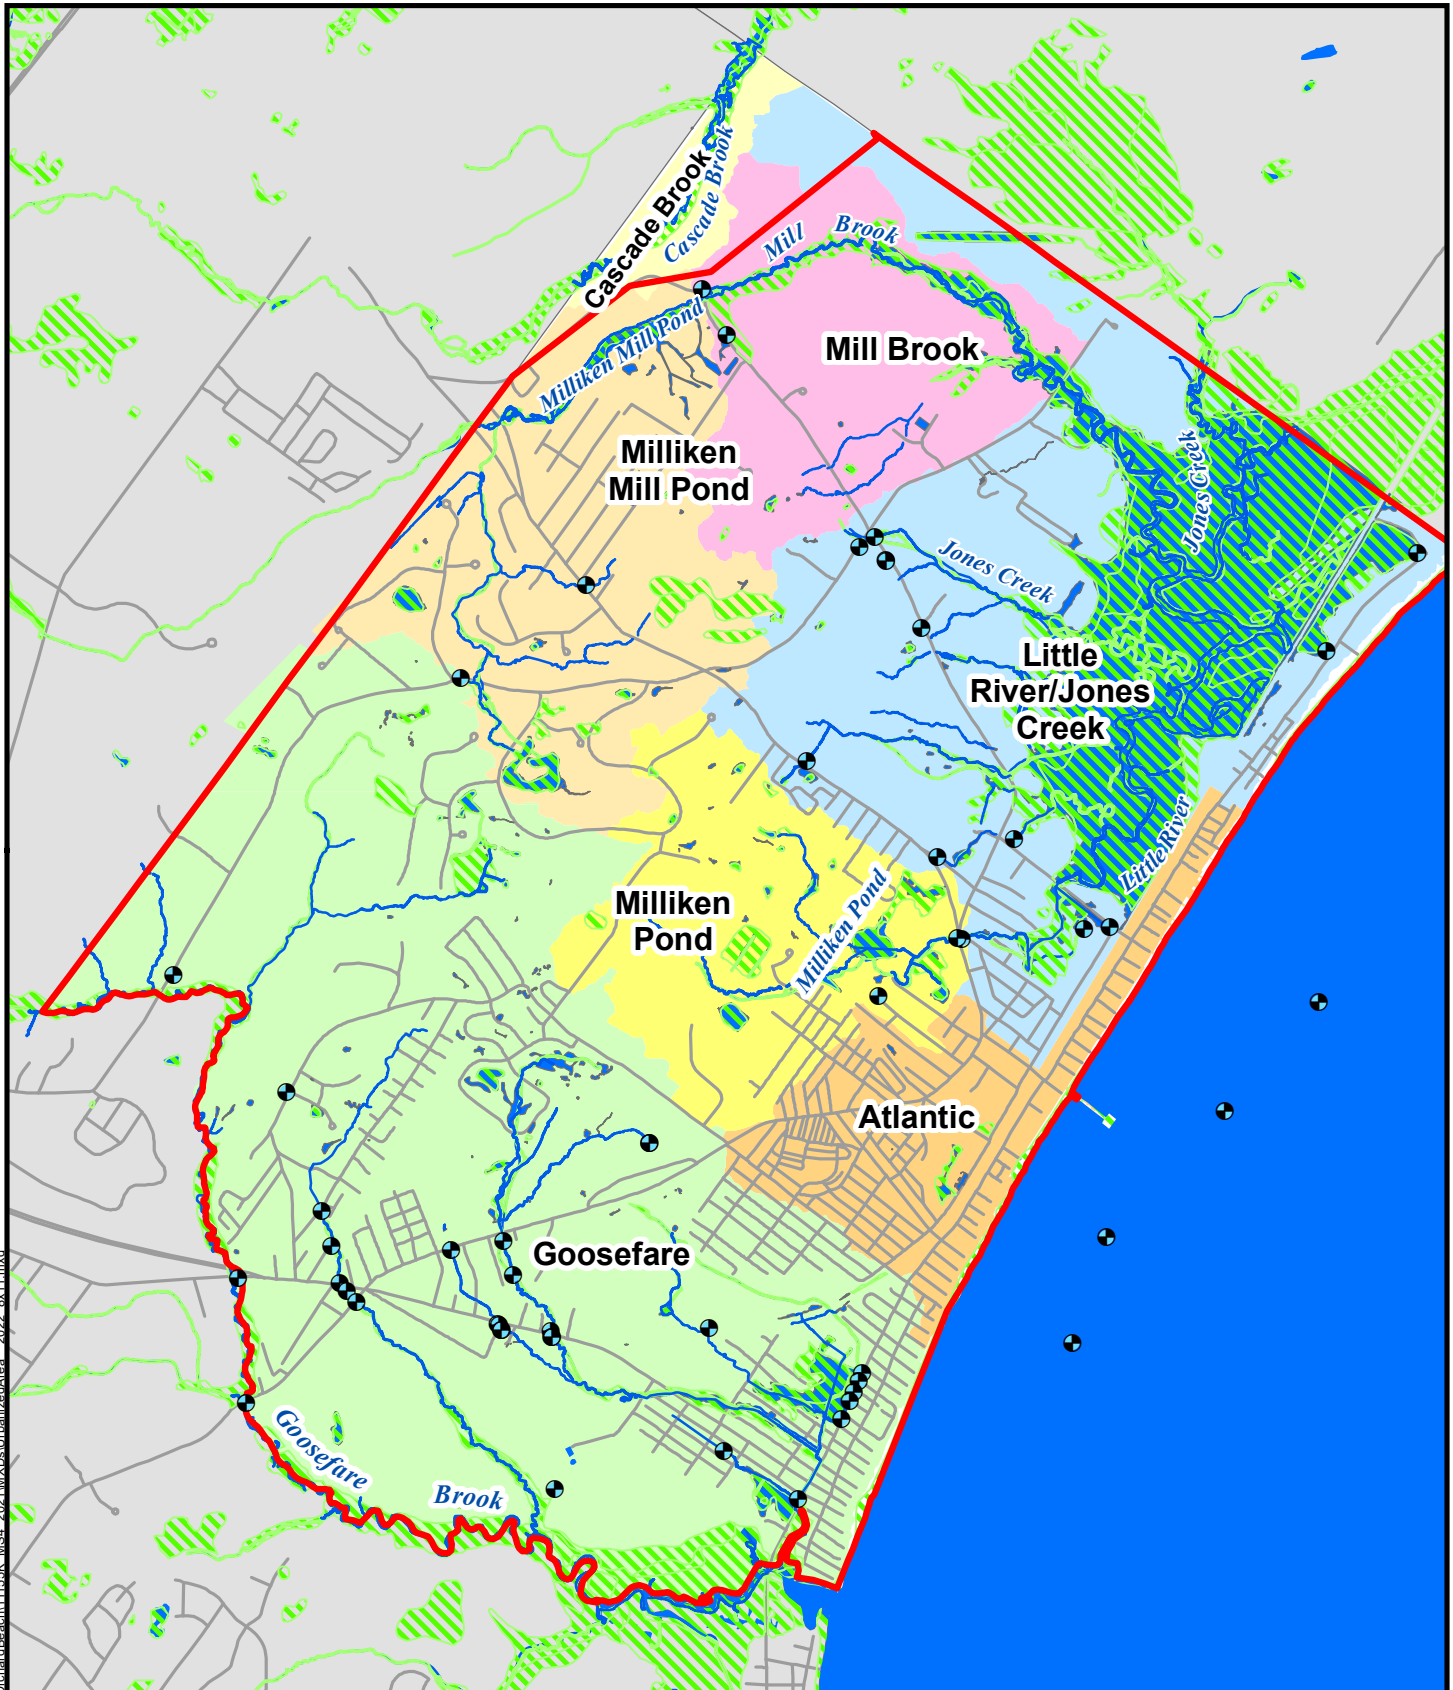 Cascade Brook
Cascade Brook
Mill Brook
Milliken Mill Pond
Mill Brook
Milliken
Mill Pond
Jones Creek
Jones Creek
Little
River/Jones
Creek
Little River
Milliken
Pond
Milliken Pond
Atlantic
Goosefare
Goosefare
Brook